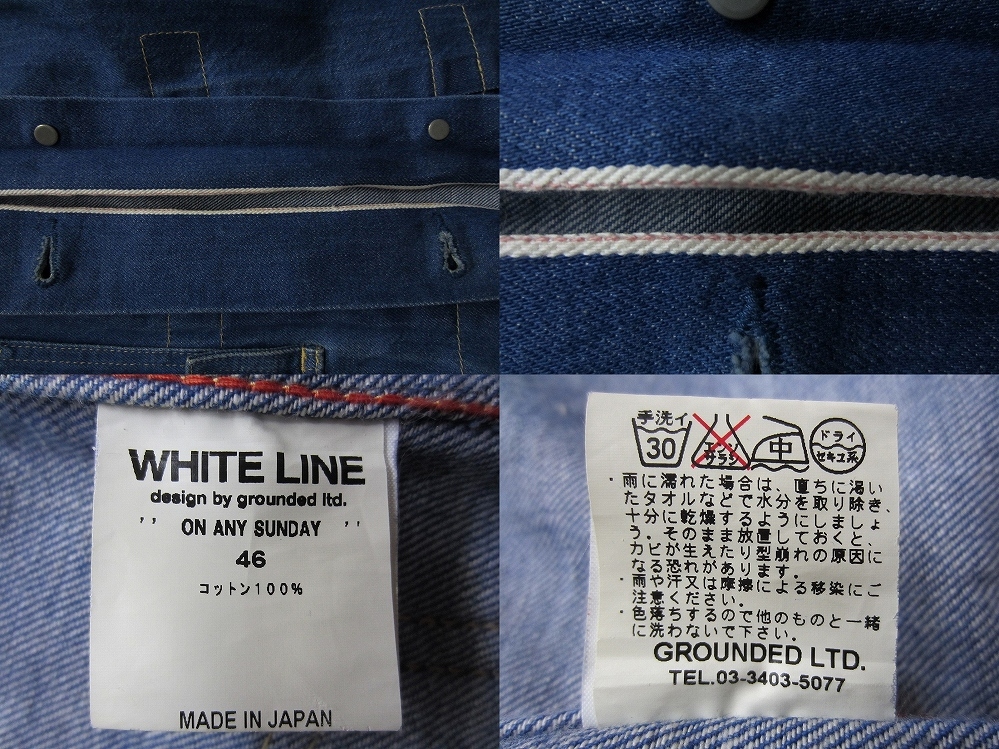 WHITE LINE
design by grounded ltd.
'' ON ANY SUNDAY ''
46
コットン100%
MADE IN JAPAN
手洗イ
30
エンソ
サラシ
中
ドライ
セキユ系
・雨に濡れた場合は、直ちに渇い
たタオルなどで水分を取り除き、
十分に乾燥するようにしましょ
う。そのまま放置しておくと、
カビが生えたり型崩れの原因に
なる恐れがあります。
・雨や汗又は摩擦による移染にご
注意ください。
・色落ちするので他のものと一緒
に洗わないで下さい。
GROUNDED LTD.
TEL.03-3403-5077